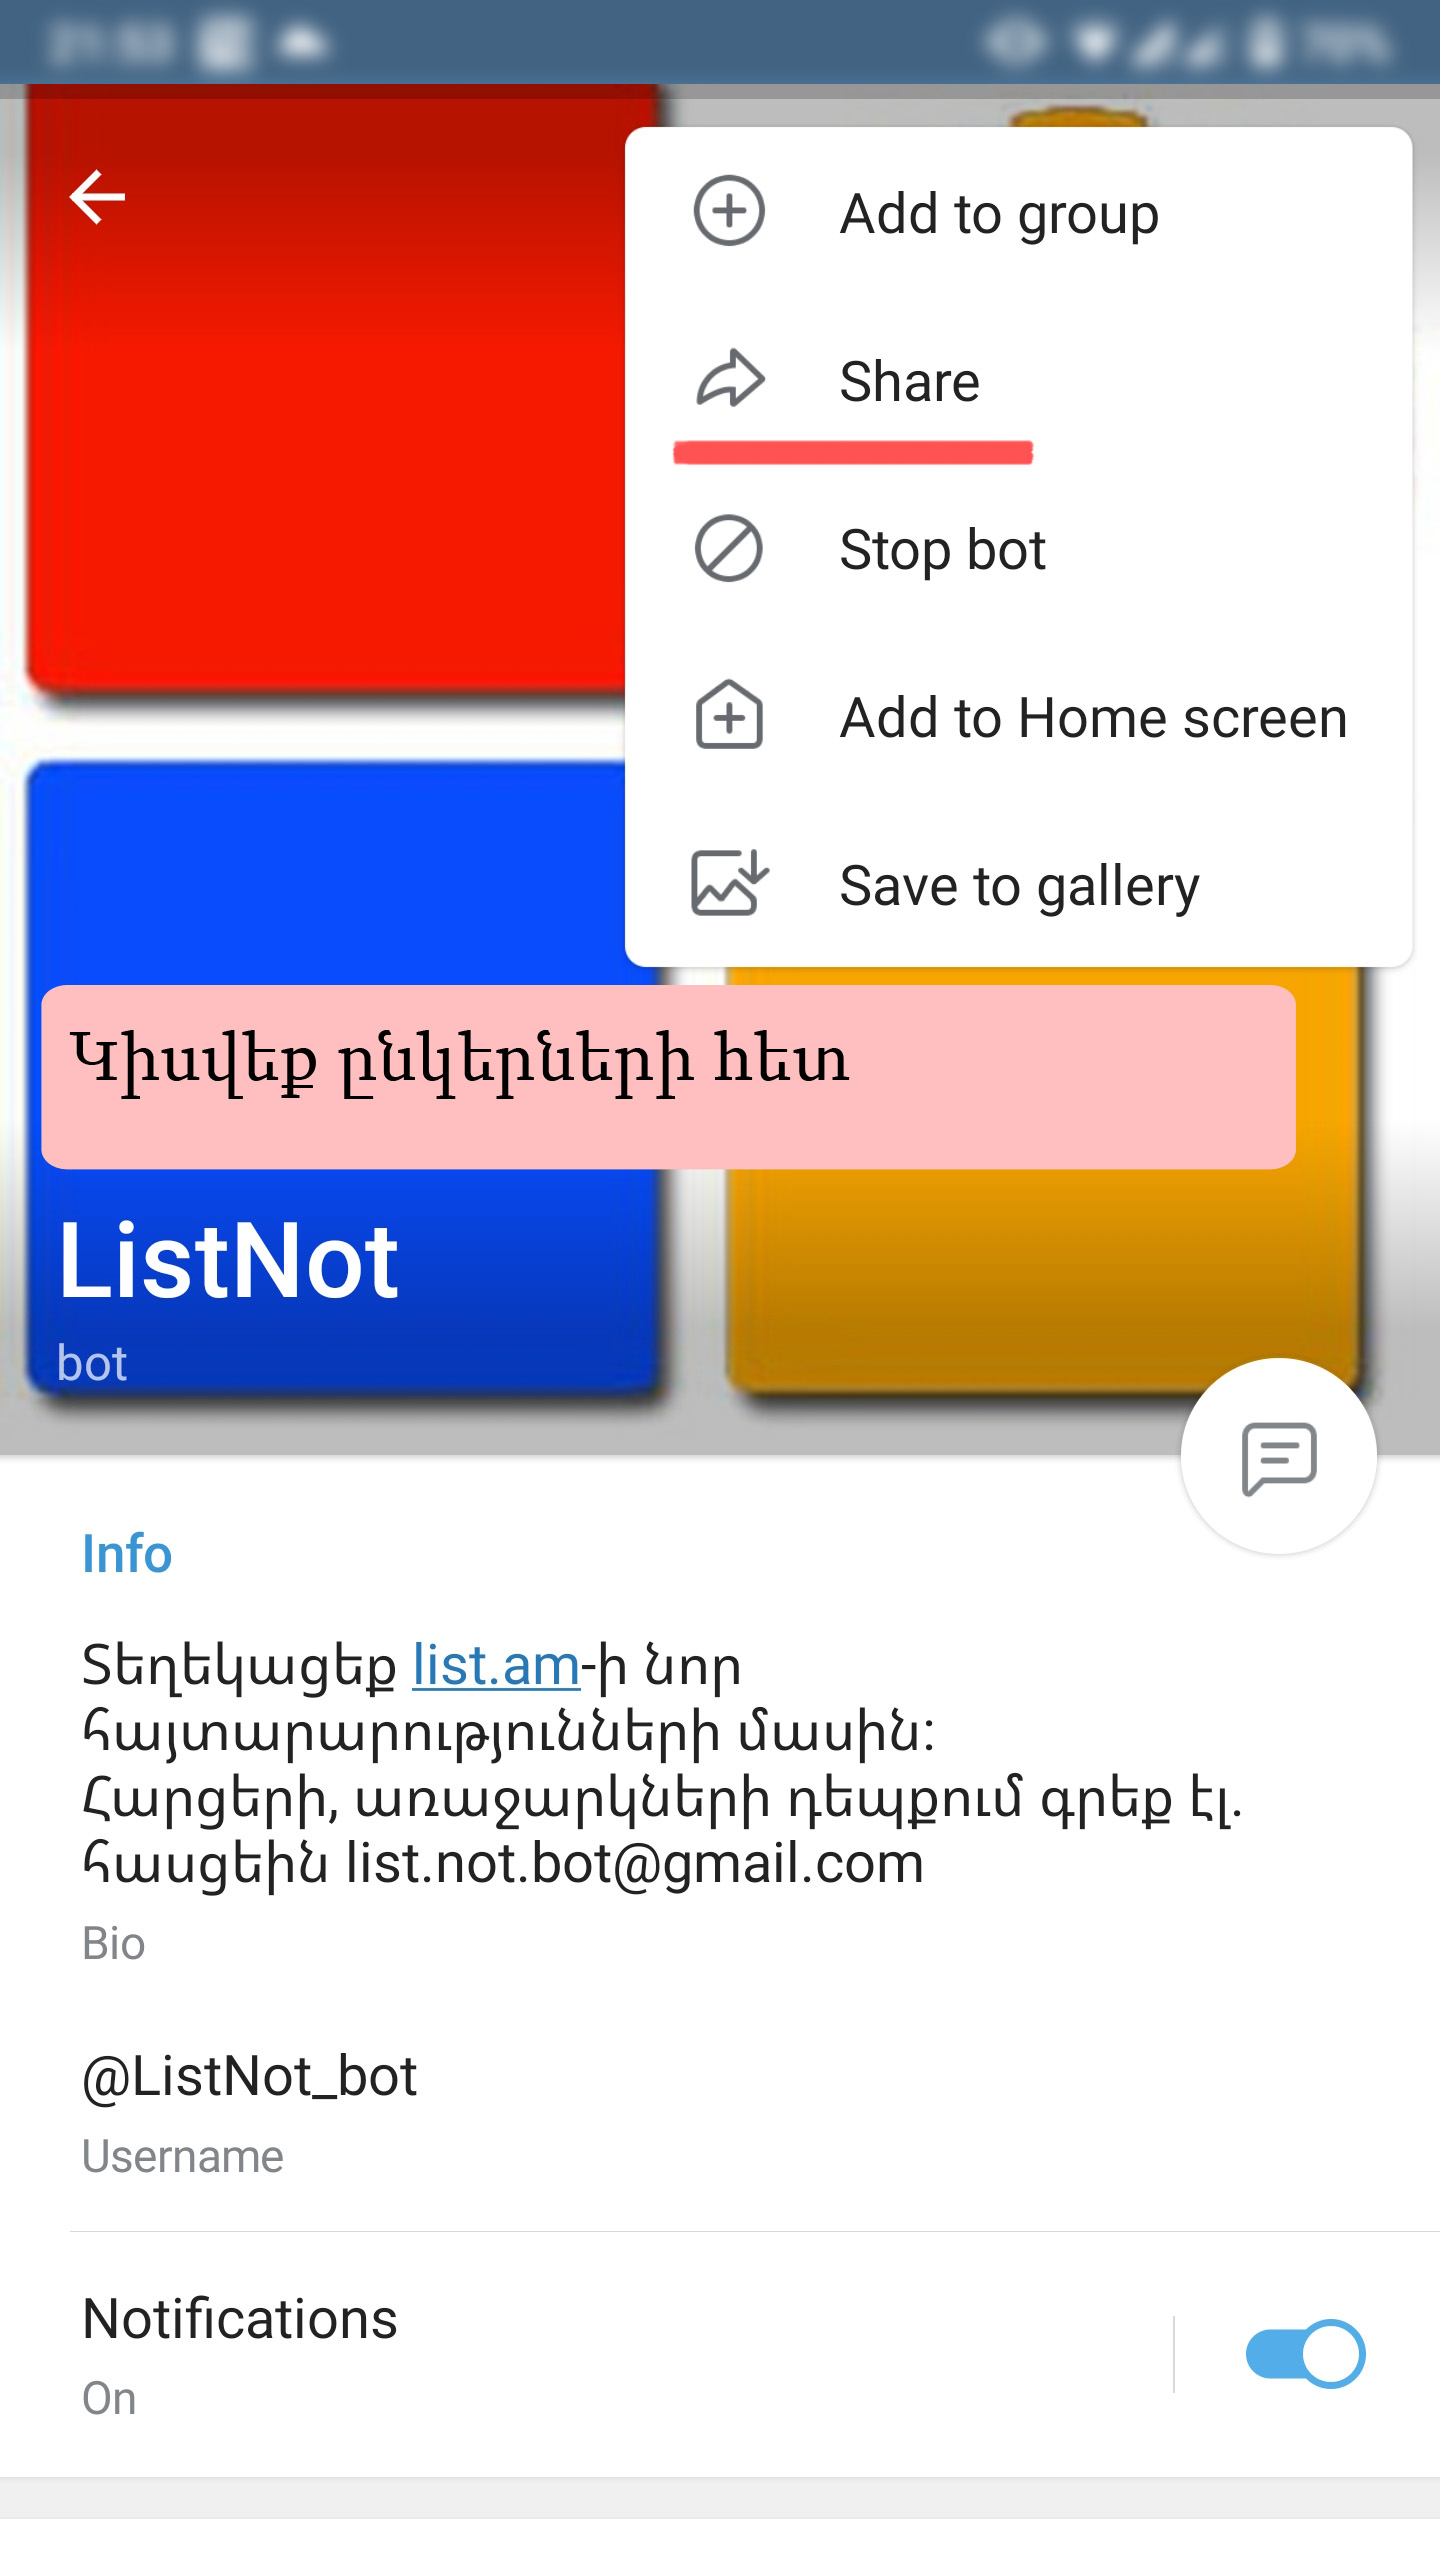 Add to group
Share
Stop bot
Add to Home screen
Save to gallery
Կիսվեք ընկերների հետ
ListNot
bot
Info
Տեղեկացեք list.am-ի նոր
հայտարարությունների մասին:
Հարցերի, առաջարկների դեպքում գրեք էլ.
հասցեին list.not.bot@gmail.com
Bio
@ListNot_bot
Username
Notifications
On